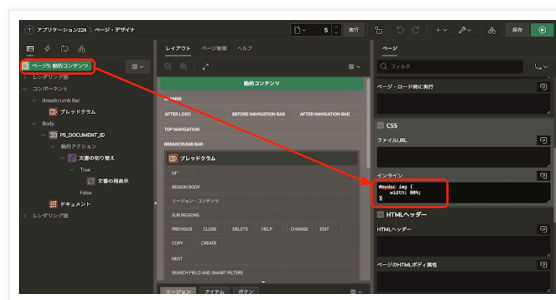 アプリケーション224 \ ページ・デザイナ
5
実行
保存
レイアウト ページ検索 ヘルプ
ページ
ページ5: 動的コンテンツ
レンダリング前
コンポーネント
Breadcrumb Bar
ブレッドクラム
Body
PS_DOCUMENT_ID
動的アクション
文書の切り替え
True
文書の再表示
False
ドキュメント
レンダリング後
動的コンテンツ
BANNER
AFTER LOGO BEFORE NAVIGATION BAR AFTER NAVIGATION BAR
TOP NAVIGATION
BREADCRUMB BAR
ブレッドクラム
UP
REGION BODY
リージョン・コンテンツ
SUB REGIONS
PREVIOUS CLOSE DELETE HELP CHANGE EDIT
COPY CREATE
NEXT
SEARCH FIELD AND SMART FILTERS
リージョン アイテム ボタン
フィルタ
ページ・ロード時に実行
CSS
ファイルURL
インライン
img {
width: 80%;
}
HTMLヘッダー
HTMLヘッダー
ページのHTMLボディ属性